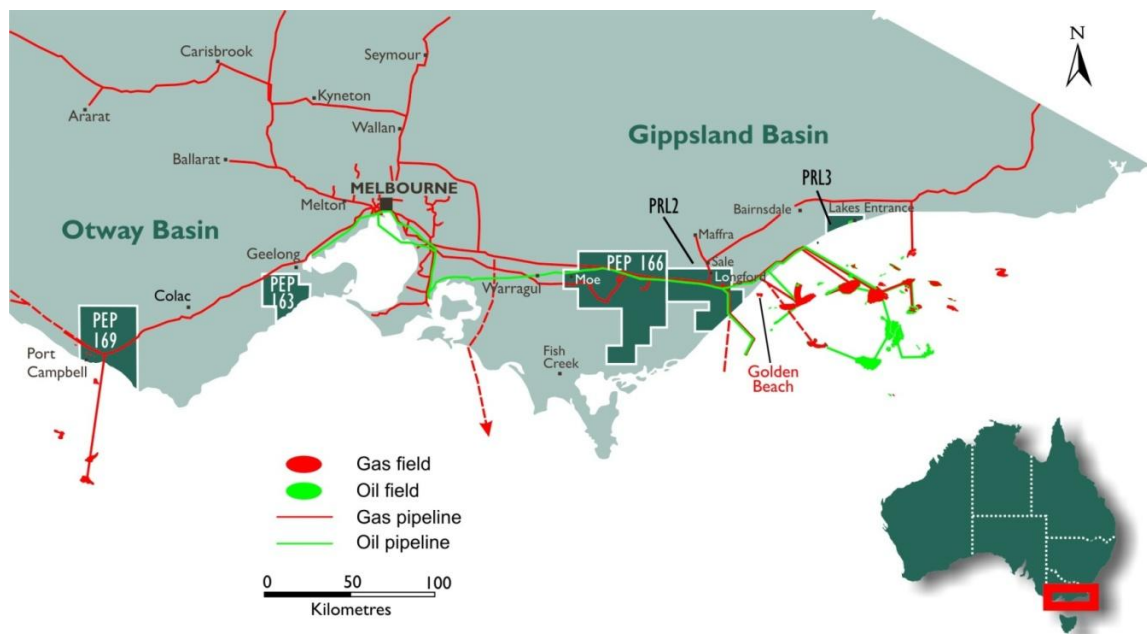 Carisbrook
Seymour
N
Ararat
Kyneton
Wallan
Gippsland Basin
Ballarat
MELBOURNE
PRL3
Melton
PRL2
Bairnsdale
Lakes Entrance
Otway Basin
Maffra
Geelong
PEP 166
Sale
Moe
Longford
PEP
163
Colac
Warragul
PEP
169
Port
Campbell
Fish
Creek
Golden
Beach
Gas field
Oil field
Gas pipeline
Oil pipeline
0 50 100
Kilometres